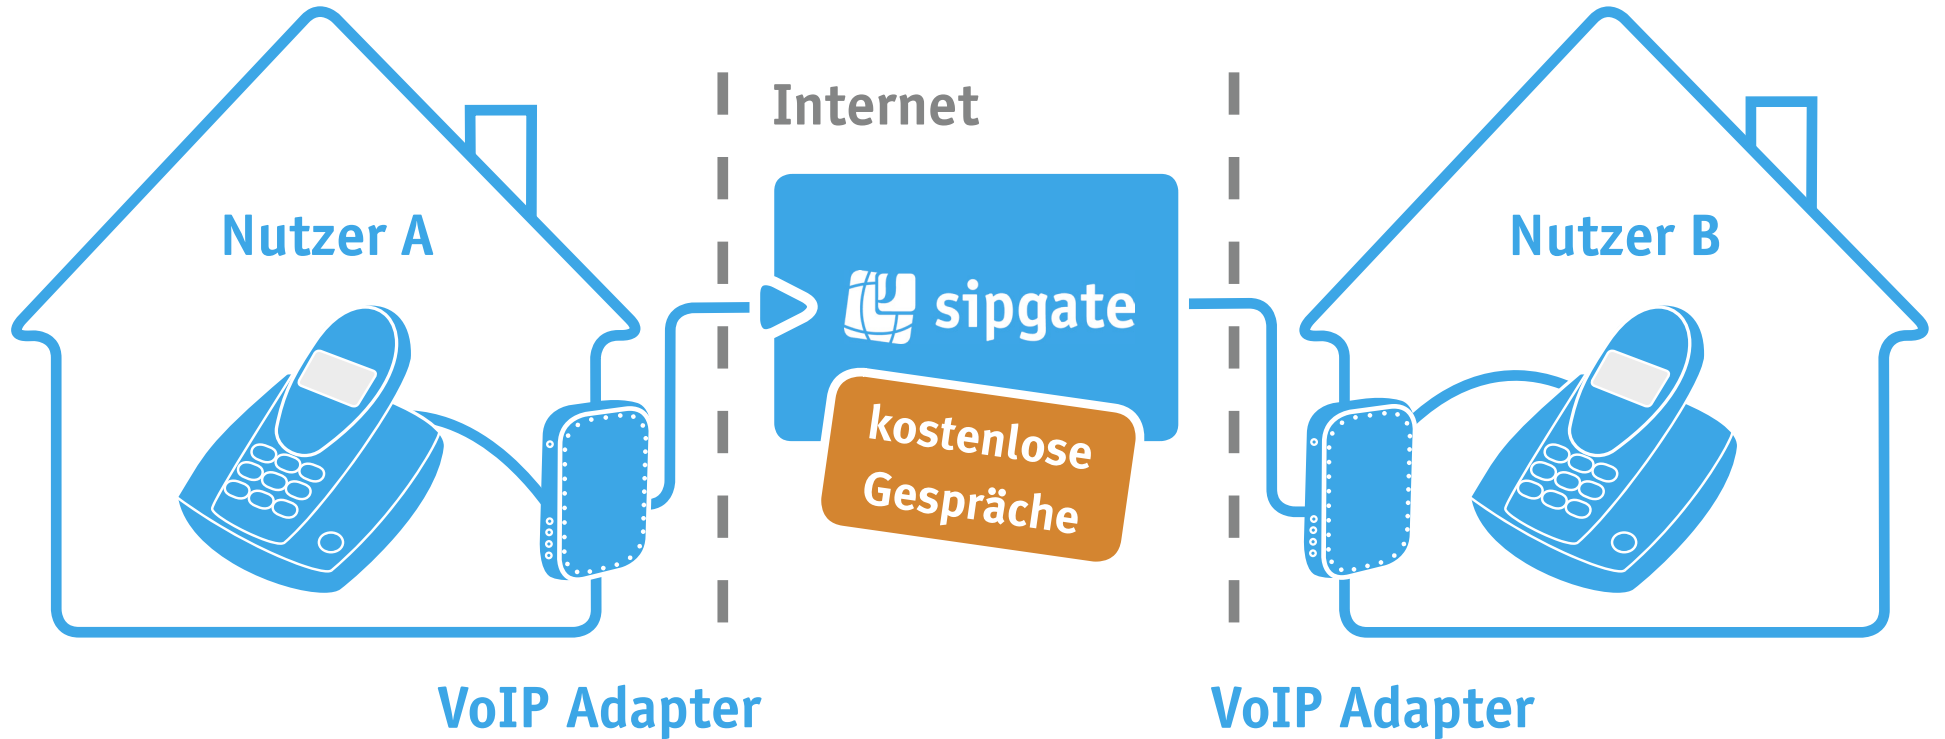 Internet
Nutzer A
Nutzer B
sipgate
kostenlose
Gespräche
VoIP Adapter
VoIP Adapter